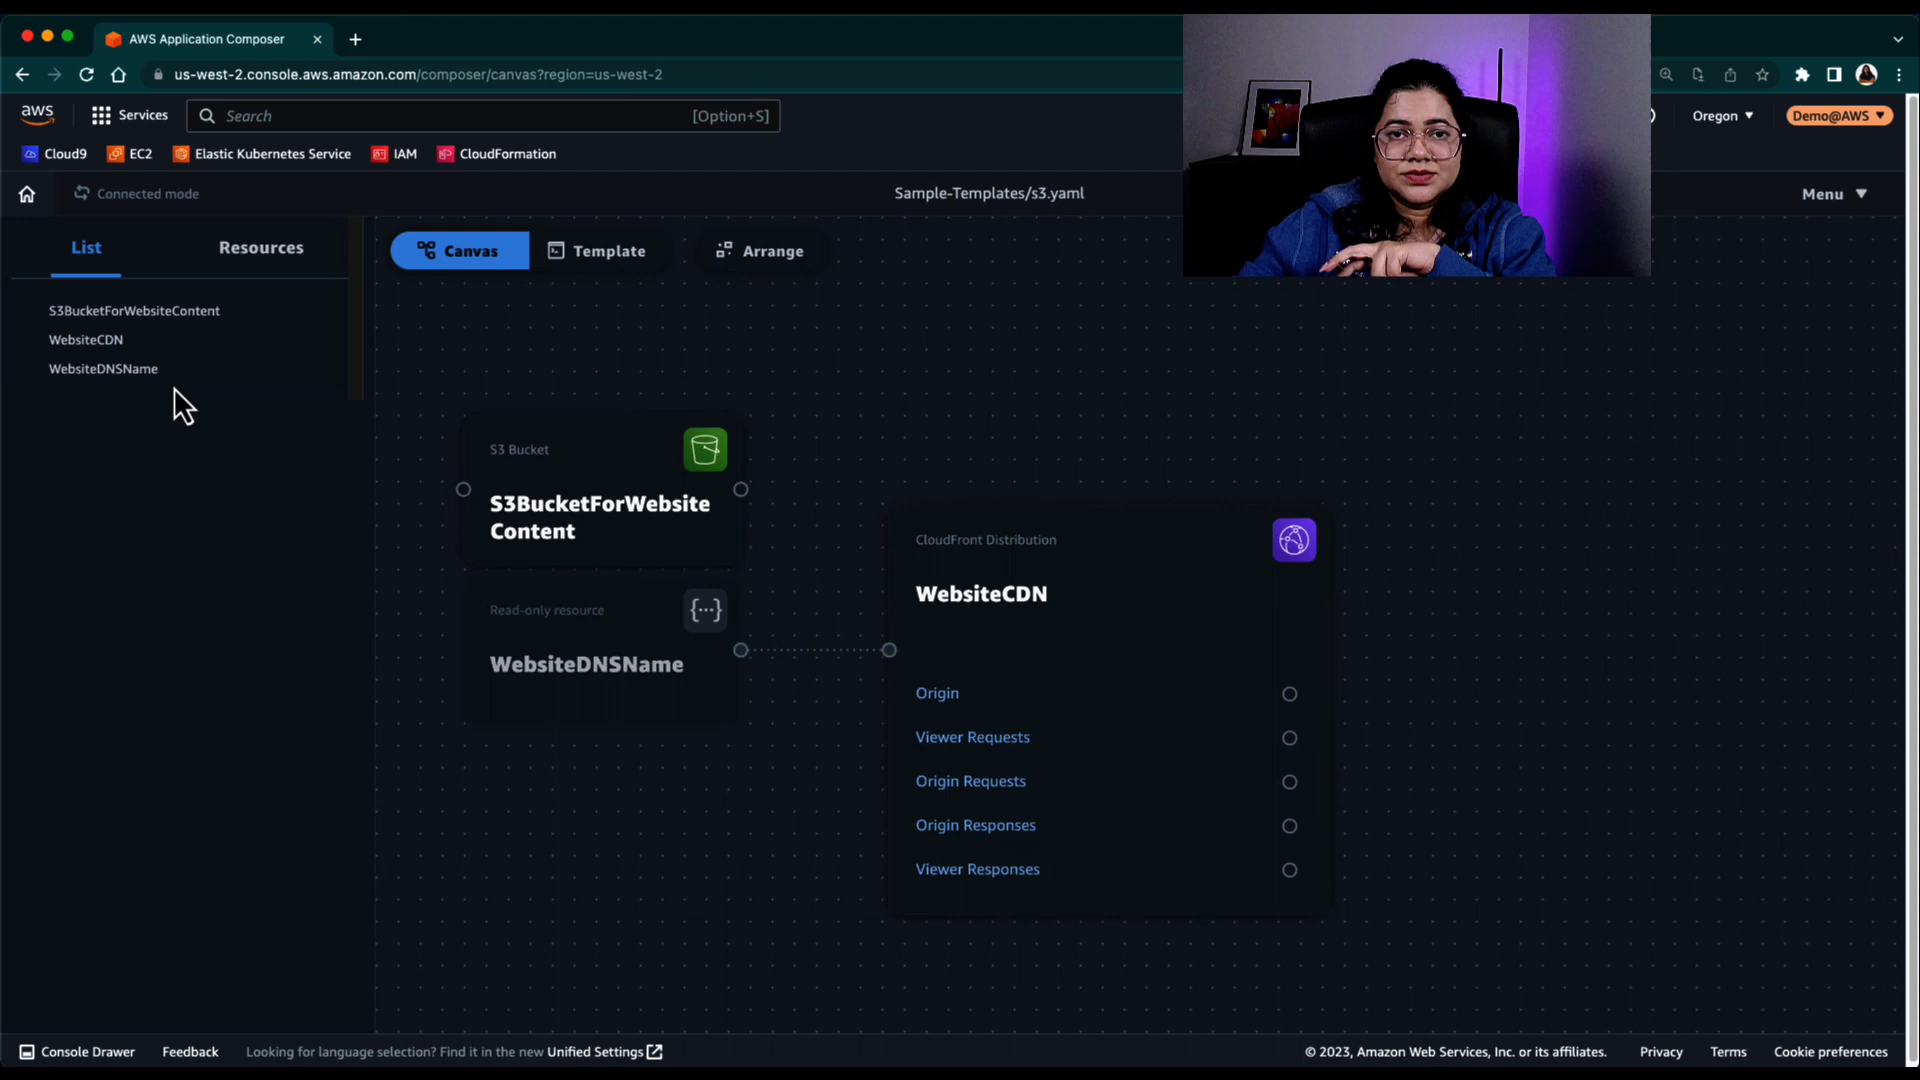 AWS Application Composer
us-west-2.console.aws.amazon.com/composer/canvas?region=us-west-2
aws
Services
Search
[Option+S]
Oregon
Demo@AWS
Cloud9
EC2
Elastic Kubernetes Service
IAM
CloudFormation
Connected mode
Sample-Templates/s3.yaml
Menu
List
Resources
Canvas
Template
Arrange
S3BucketForWebsiteContent
WebsiteCDN
WebsiteDNSName
S3 Bucket
S3BucketForWebsite
Content
Read-only resource
WebsiteDNSName
CloudFront Distribution
WebsiteCDN
Origin
Viewer Requests
Origin Requests
Origin Responses
Viewer Responses
Console Drawer
Feedback
Looking for language selection? Find it in the new Unified Settings
© 2023, Amazon Web Services, Inc. or its affiliates.
Privacy
Terms
Cookie preferences